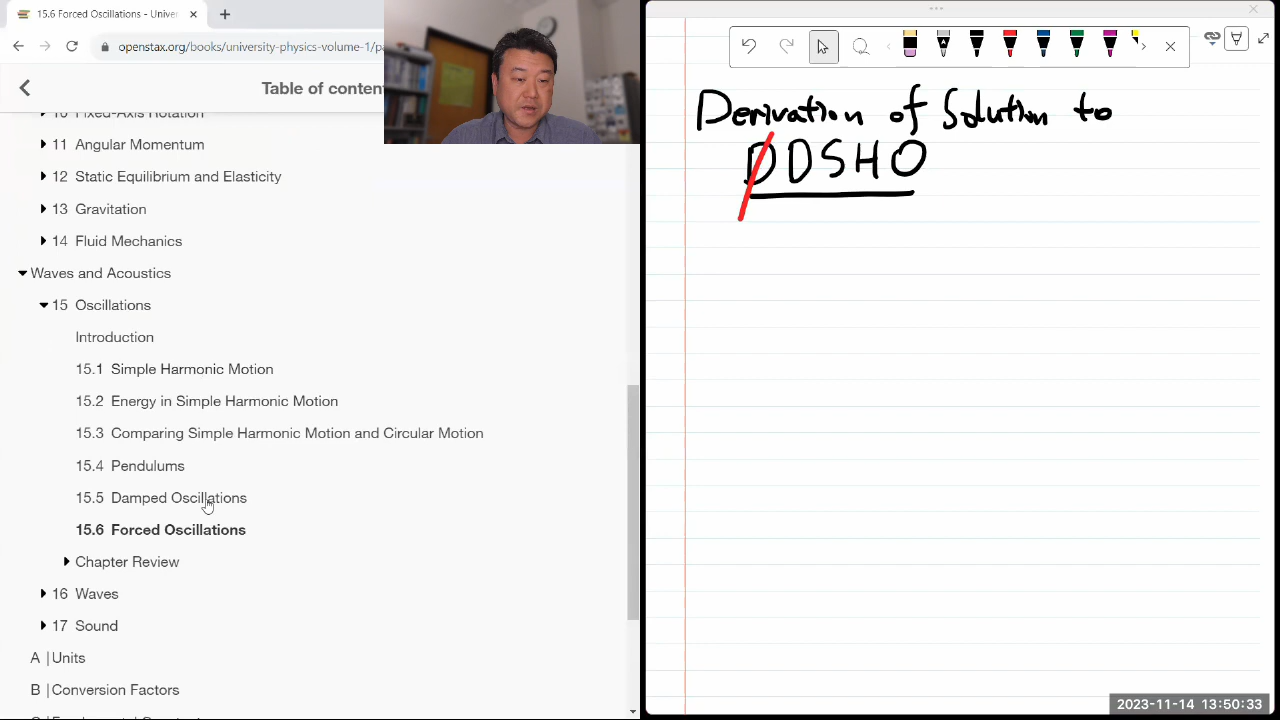 15.6 Forced Oscillations - Univer
openstax.org/books/university-physics-volume-1/pa
Table of conten
10 Fixed-Axis Rotation
11 Angular Momentum
12 Static Equilibrium and Elasticity
13 Gravitation
14 Fluid Mechanics
Waves and Acoustics
15 Oscillations
Introduction
15.1 Simple Harmonic Motion
15.2 Energy in Simple Harmonic Motion
15.3 Comparing Simple Harmonic Motion and Circular Motion
15.4 Pendulums
15.5 Damped Oscillations
15.6 Forced Oscillations
Chapter Review
16 Waves
17 Sound
A | Units
B | Conversion Factors
Derivation of Solution to
DDSHO
2023-11-14 13:50:33